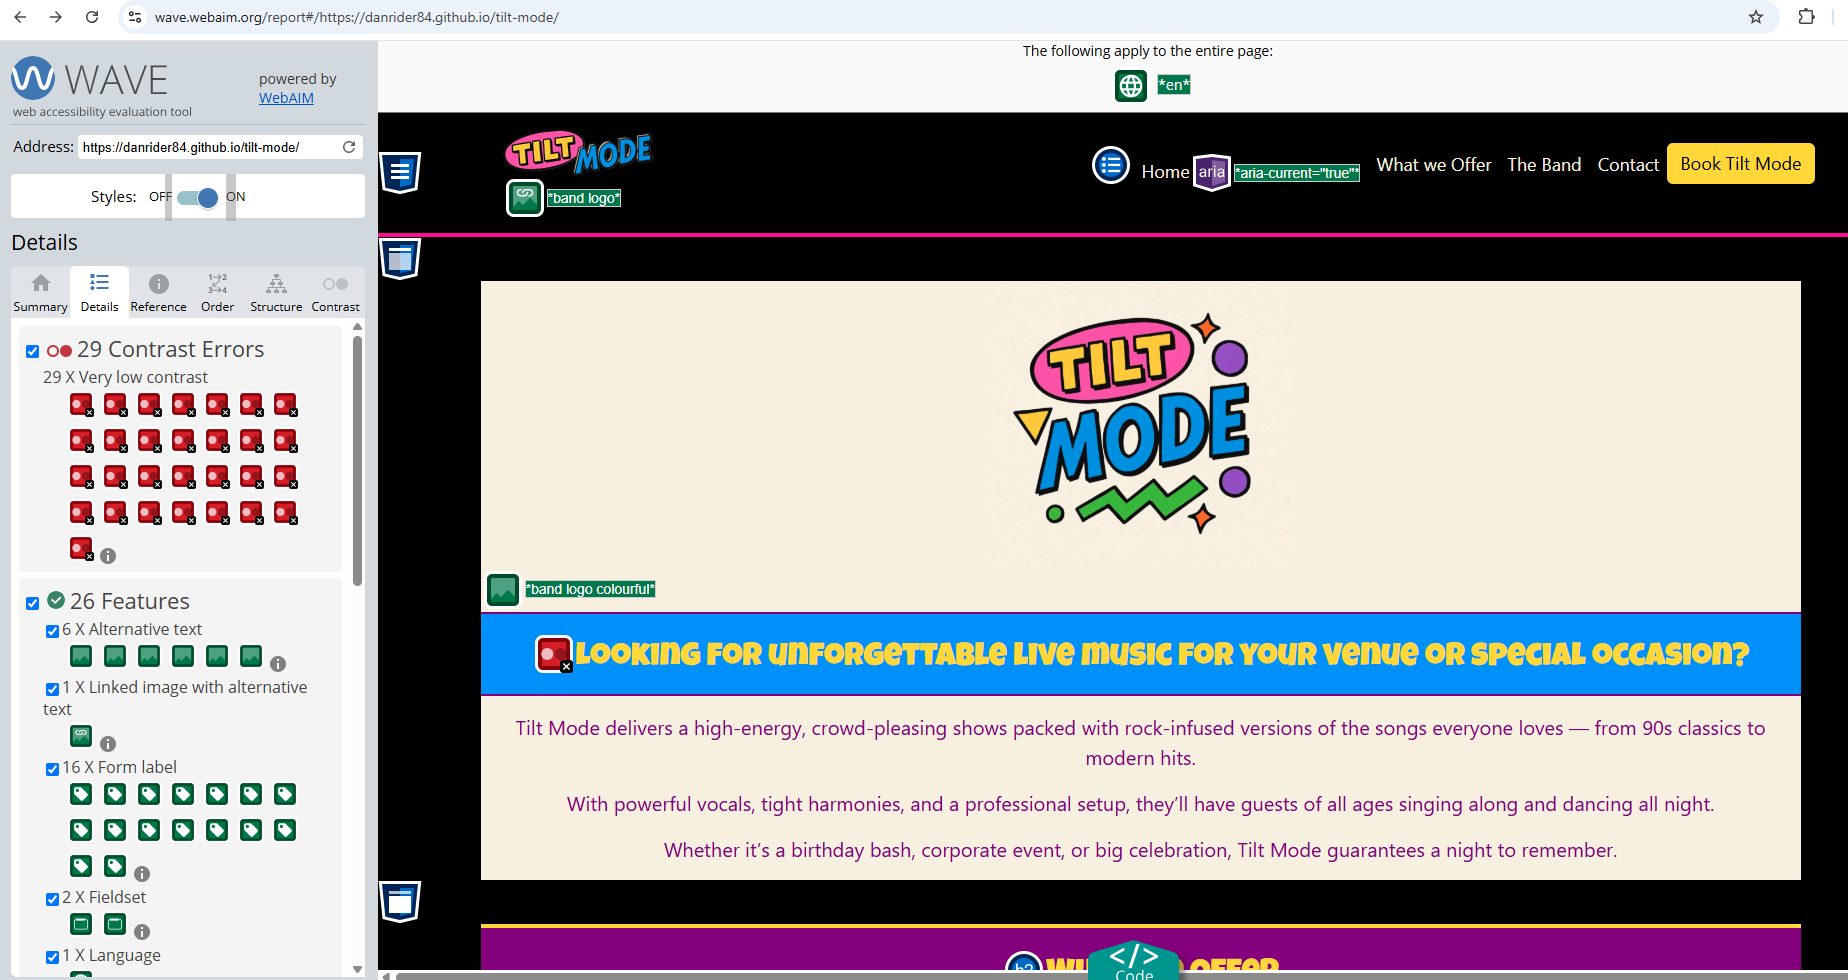 wave.webaim.org/report#/https://danrider84.github.io/tilt-mode/
WAVE
web accessibility evaluation tool
powered by
WebAIM
Address: https://danrider84.github.io/tilt-mode/
Styles: OFF ON
Details
Summary Details Reference Order Structure Contrast
29 Contrast Errors
29 X Very low contrast
26 Features
6 X Alternative text
1 X Linked image with alternative
text
16 X Form label
2 X Fieldset
1 X Language
The following apply to the entire page:
*en*
TILT MODE
*band logo*
Home aria *aria-current="true"* What we Offer The Band Contact Book Tilt Mode
TILT
MODE
*band logo colourful*
Looking for unforgettable live music for your venue or special occasion?
Tilt Mode delivers a high-energy, crowd-pleasing shows packed with rock-infused versions of the songs everyone loves — from 90s classics to
modern hits.
With powerful vocals, tight harmonies, and a professional setup, they’ll have guests of all ages singing along and dancing all night.
Whether it’s a birthday bash, corporate event, or big celebration, Tilt Mode guarantees a night to remember.
h2
offer
</>
Code